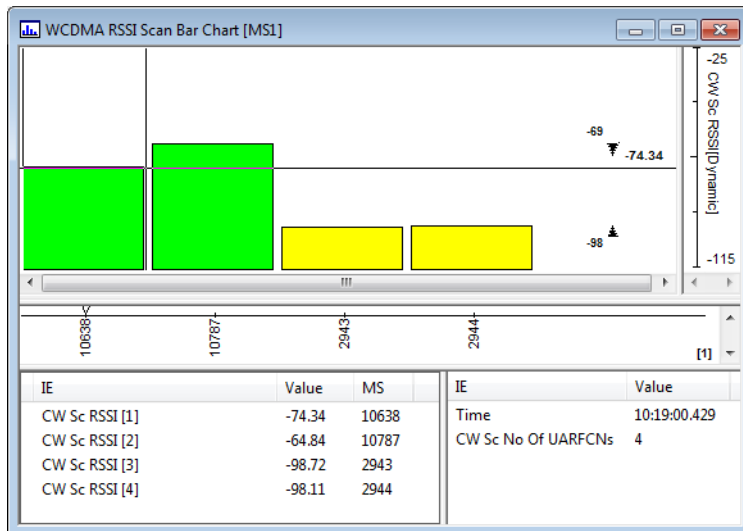 WCDMA RSSI Scan Bar Chart [MS1]
-25
-69
-74.34
CW Sc RSSI[Dynamic]
-98
-115
10638
10787
2943
2944
[1]
IE Value MS
CW Sc RSSI [1] -74.34 10638
CW Sc RSSI [2] -64.84 10787
CW Sc RSSI [3] -98.72 2943
CW Sc RSSI [4] -98.11 2944
IE Value
Time 10:19:00.429
CW Sc No Of UARFCNs 4